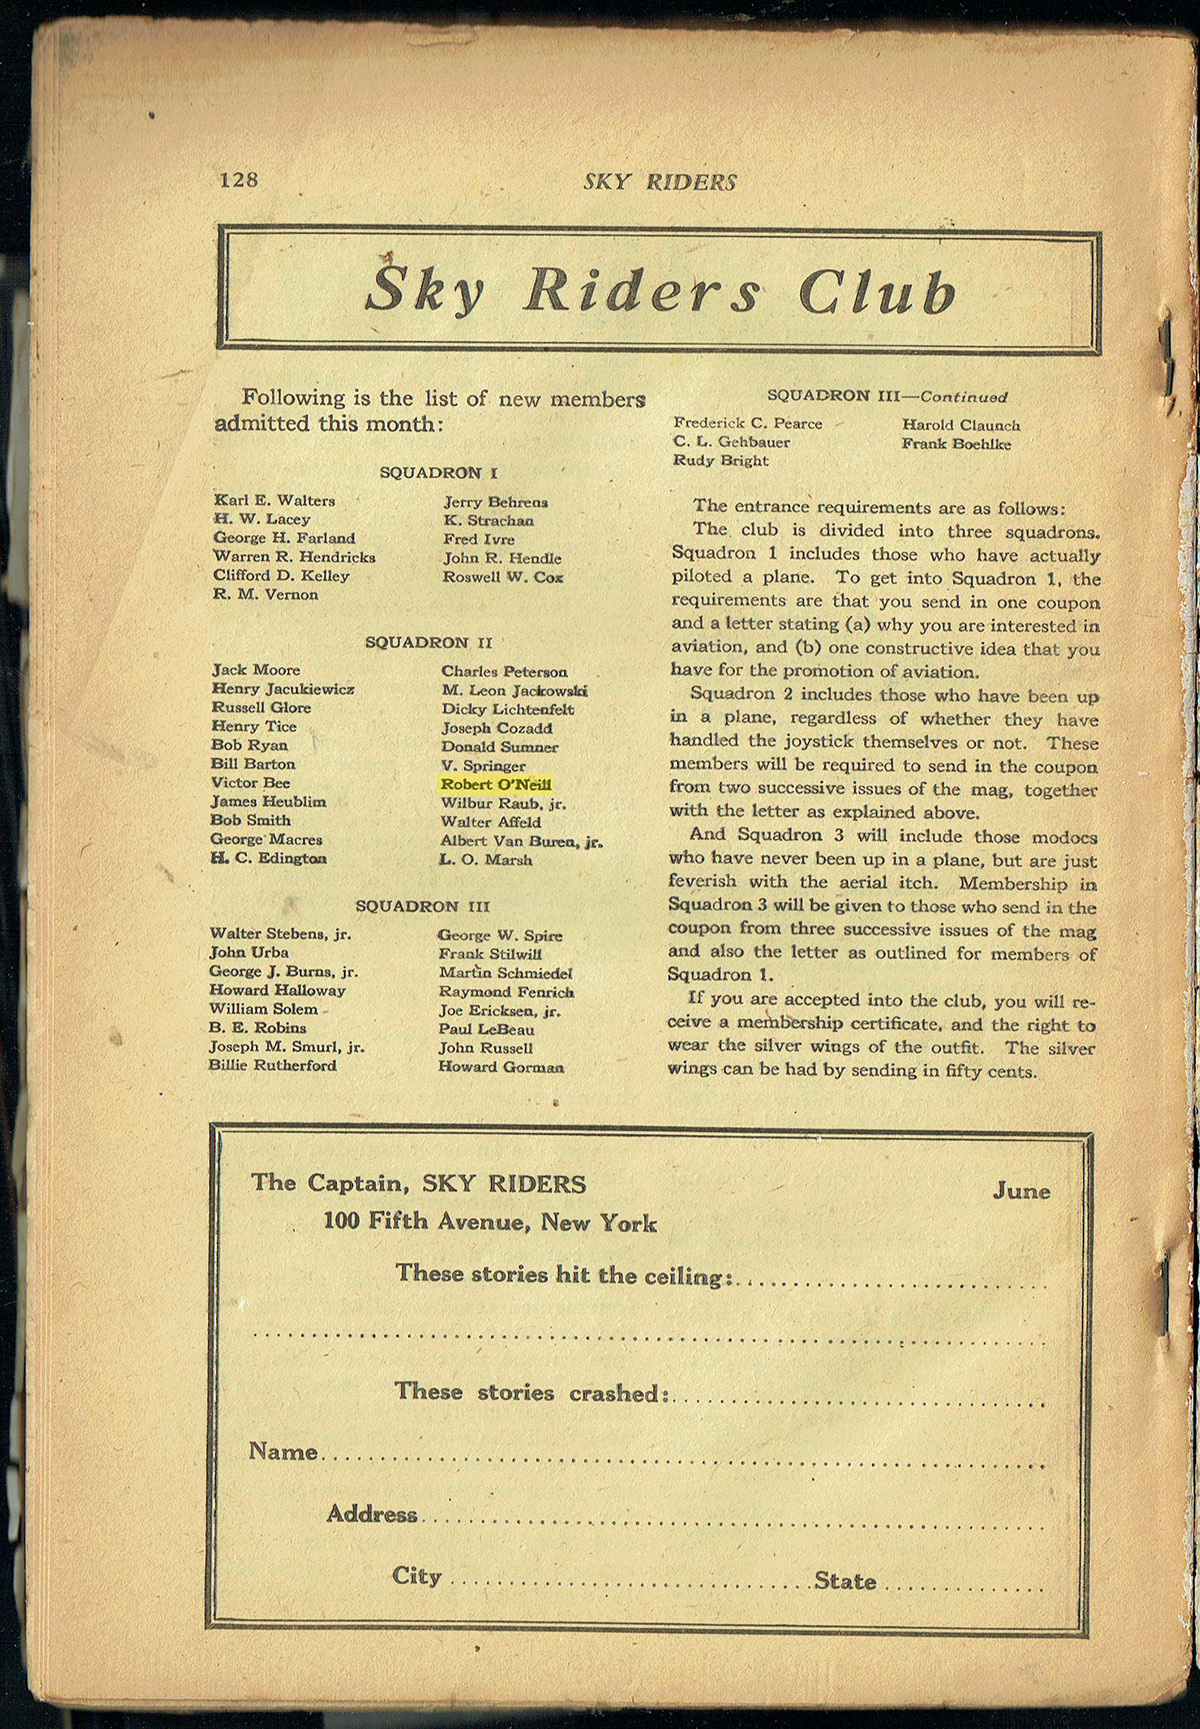 128
SKY RIDERS
Sky Riders Club
Following is the list of new members
admitted this month:
SQUADRON I
Karl E. Walters
H. W. Lacey
George H. Farland
Warren R. Hendricks
Clifford D. Kelley
R. M. Vernon
Jerry Behrens
K. Strachan
Fred Ivre
John R. Hendle
Roswell W. Cox
SQUADRON II
Jack Moore
Henry Jacukiewicz
Russell Glore
Henry Tice
Bob Ryan
Bill Barton
Victor Bee
James Heublim
Bob Smith
George Macres
H. C. Edington
Charles Peterson
M. Leon Jackowski
Dicky Lichtenfelt
Joseph Cozadd
Donald Sumner
V. Springer
Robert O'Neill
Wilbur Raub, jr.
Walter Affeld
Albert Van Buren, jr.
L. O. Marsh
SQUADRON III
Walter Stebens, jr.
John Urba
George J. Burns, jr.
Howard Halloway
William Solem
B. E. Robins
Joseph M. Smurl, jr.
Billie Rutherford
George W. Spire
Frank Stilwill
Martin Schmiedel
Raymond Fenrich
Joe Ericksen, jr.
Paul LeBeau
John Russell
Howard Gorman
SQUADRON III—Continued
Frederick C. Pearce
C. L. Gehbauer
Rudy Bright
Harold Claunch
Frank Boehlke
The entrance requirements are as follows:
The club is divided into three squadrons.
Squadron 1 includes those who have actually
piloted a plane. To get into Squadron 1, the
requirements are that you send in one coupon
and a letter stating (a) why you are interested in
aviation, and (b) one constructive idea that you
have for the promotion of aviation.
Squadron 2 includes those who have been up
in a plane, regardless of whether they have
handled the joystick themselves or not. These
members will be required to send in the coupon
from two successive issues of the mag, together
with the letter as explained above.
And Squadron 3 will include those modocs
who have never been up in a plane, but are just
feverish with the aerial itch. Membership in
Squadron 3 will be given to those who send in the
coupon from three successive issues of the mag
and also the letter as outlined for members of
Squadron 1.
If you are accepted into the club, you will re-
ceive a membership certificate, and the right to
wear the silver wings of the outfit. The silver
wings can be had by sending in fifty cents.
The Captain, SKY RIDERS
June
100 Fifth Avenue, New York
These stories hit the ceiling:
These stories crashed:
Name
Address
City State